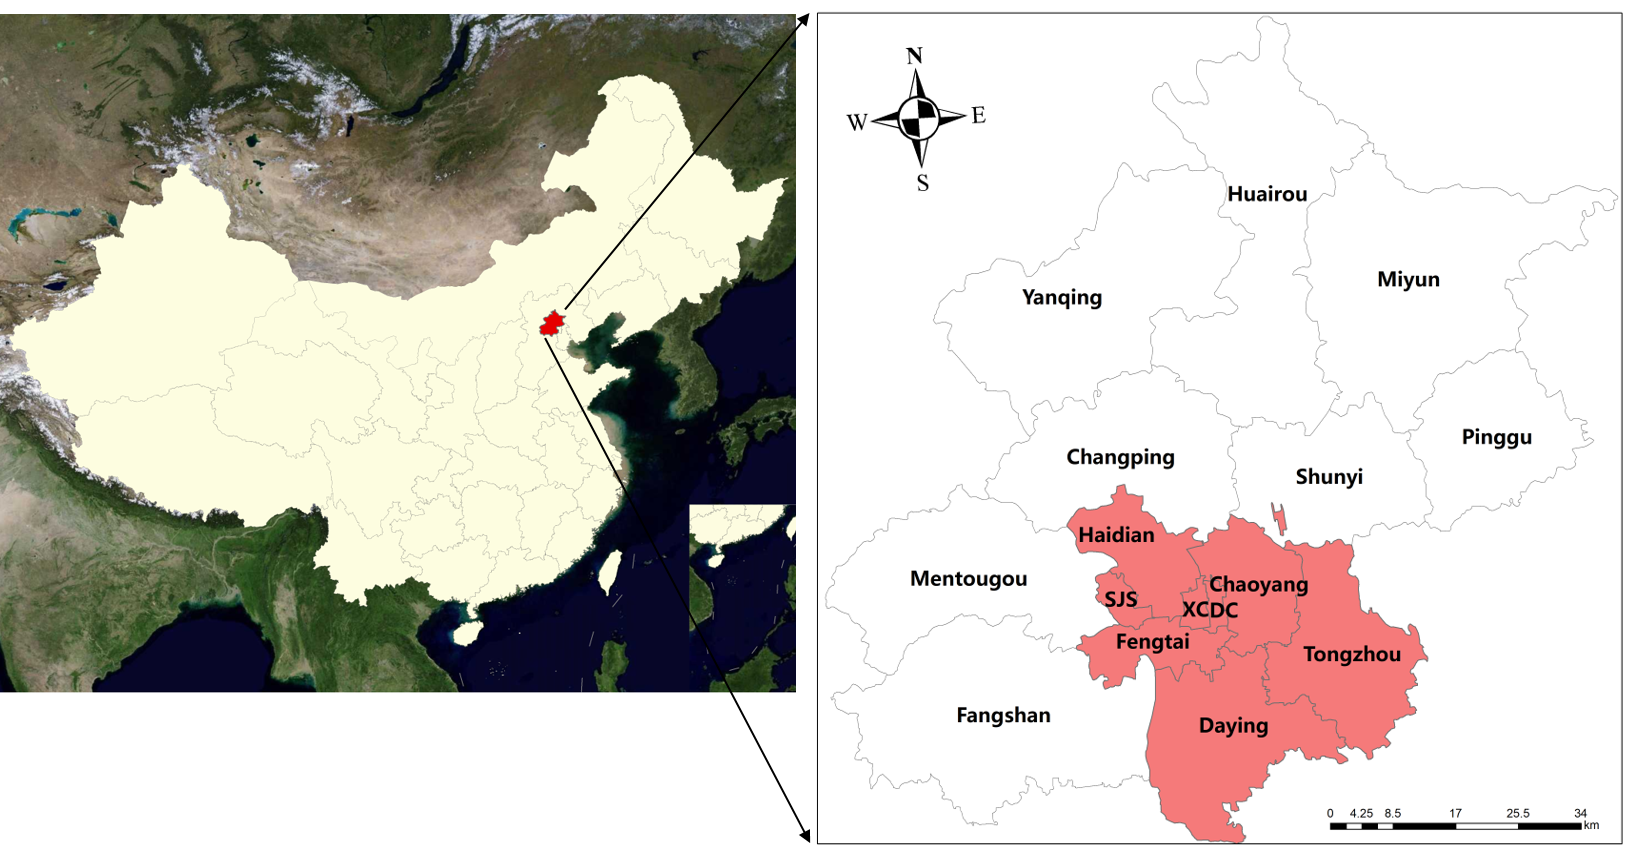 N
W E
S
Huairou
Miyun
Yanqing
Pinggu
Changping
Shunyi
Haidian
Mentougou
Chaoyang
SJS
XCDC
Fengtai
Tongzhou
Fangshan
Daying
0 4.25 8.5 17 25.5 34
km